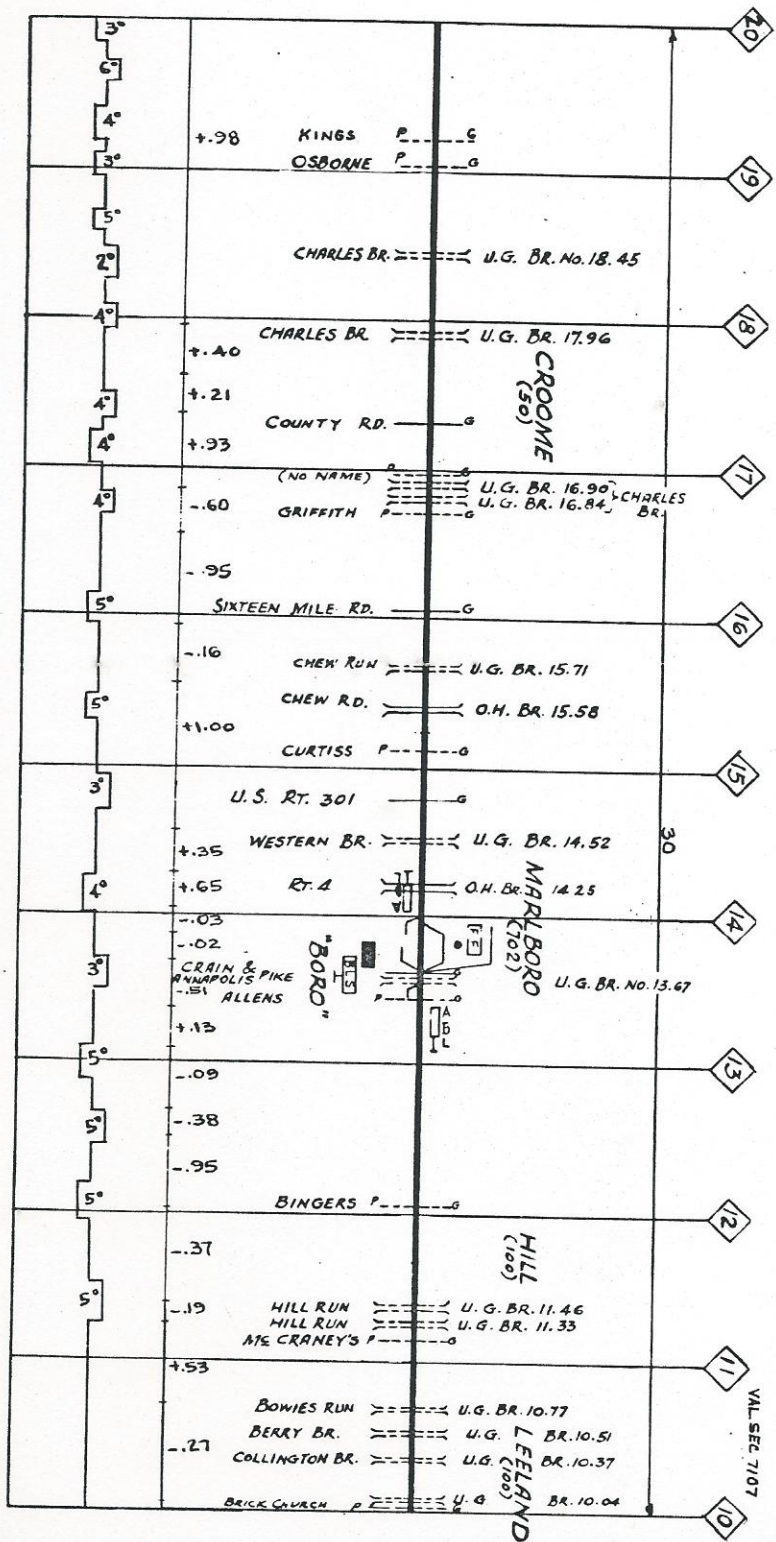 20
3°
6°
4°
+.98
KINGS P G
3°
OSBORNE P G
19
5°
2°
CHARLES BR. U.G. BR. No. 18.45
18
4°
CHARLES BR U.G. BR. 17.96
+.40
CROOME
(50)
4°
+.21
COUNTY RD. G
4°
+.93
17
(NO NAME) P G
4°
U.G. BR. 16.90
-.60
U.G. BR. 16.84
CHARLES
BR.
GRIFFITH P G
-.95
5°
SIXTEEN MILE RD. G
16
-.16
CHEW RUN U.G. BR. 15.71
5°
CHEW RD. O.H. BR. 15.58
+1.00
CURTISS P G
15
3°
U.S. RT. 301 G
30
+.35
WESTERN BR. U.G. BR. 14.52
4°
+.65
RT. 4 O.H. BR. 14.25
MARLBORO
(702)
14
-.03
-.02
"BORO"
BLS
3°
CRAIN &
ANNAPOLIS PIKE G
U.G. BR. No. 13.67
-.51
ALLENS P G
+.13
ABL
5°
13
-.09
5°
-.38
-.95
5°
BINGERS P G
12
-.37
HILL
(100)
5°
-.19
HILL RUN U.G. BR. 11.46
HILL RUN U.G. BR. 11.33
Mc CRANEY'S P G
11
+.53
VAL SEC 7107
BOWIES RUN U.G. BR. 10.77
BERRY BR. U.G. BR. 10.51
-.27
COLLINGTON BR. U.G. BR. 10.37
LEELAND
(100)
BRICK CHURCH P G
U.G BR. 10.04
10